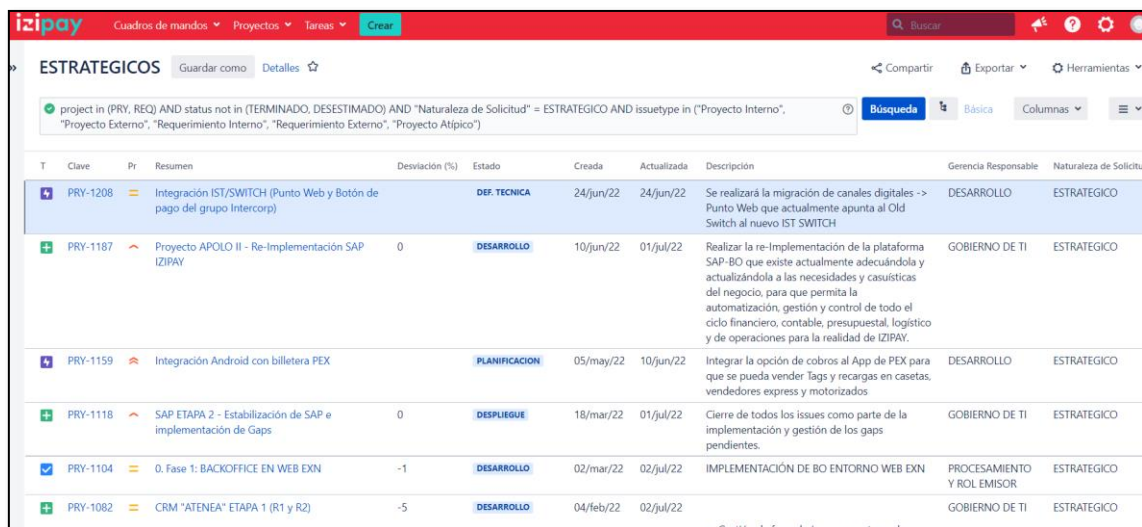 izipay Cuadros de mandos Proyectos Tareas Crear Buscar
ESTRATEGICOS Guardar como Detalles Compartir Exportar Herramientas
project in (PRY, REQ) AND status not in (TERMINADO, DESESTIMADO) AND "Naturaleza de Solicitud" = ESTRATEGICO AND issuetype in ("Proyecto Interno",
"Proyecto Externo", "Requerimiento Interno", "Requerimiento Externo", "Proyecto Atípico")
Búsqueda Básica Columnas
T Clave Pr Resumen Desviación (%) Estado Creada Actualizada Descripción Gerencia Responsable Naturaleza de Solicitu
PRY-1208 Integración IST/SWITCH (Punto Web y Botón de
pago del grupo Intercorp)
DEF. TECNICA 24/jun/22 24/jun/22
Se realizará la migración de canales digitales ->
Punto Web que actualmente apunta al Old
Switch al nuevo IST SWITCH
DESARROLLO ESTRATEGICO
PRY-1187 Proyecto APOLO II - Re-Implementación SAP
IZIPAY
0 DESARROLLO 10/jun/22 01/jul/22
Realizar la re-Implementación de la plataforma
SAP-BO que existe actualmente adecuándola y
actualizándola a las necesidades y casuísticas
del negocio, para que permita la
automatización, gestión y control de todo el
ciclo financiero, contable, presupuestal, logístico
y de operaciones para la realidad de IZIPAY.
GOBIERNO DE TI ESTRATEGICO
PRY-1159 Integración Android con billetera PEX
PLANIFICACION 05/may/22 10/jun/22
Integrar la opción de cobros al App de PEX para
que se pueda vender Tags y recargas en casetas,
vendedores express y motorizados
DESARROLLO ESTRATEGICO
PRY-1118 SAP ETAPA 2 - Estabilización de SAP e
implementación de Gaps
0 DESPLIEGUE 18/mar/22 01/jul/22
Cierre de todos los issues como parte de la
implementación y gestión de los gaps
pendientes.
GOBIERNO DE TI ESTRATEGICO
PRY-1104 0. Fase 1: BACKOFFICE EN WEB EXN
-1 DESARROLLO 02/mar/22 02/jul/22
IMPLEMENTACIÓN DE BO ENTORNO WEB EXN
PROCESAMIENTO
Y ROL EMISOR
ESTRATEGICO
PRY-1082 CRM "ATENEA" ETAPA 1 (R1 y R2)
-5 DESARROLLO 04/feb/22 02/jul/22
GOBIERNO DE TI ESTRATEGICO